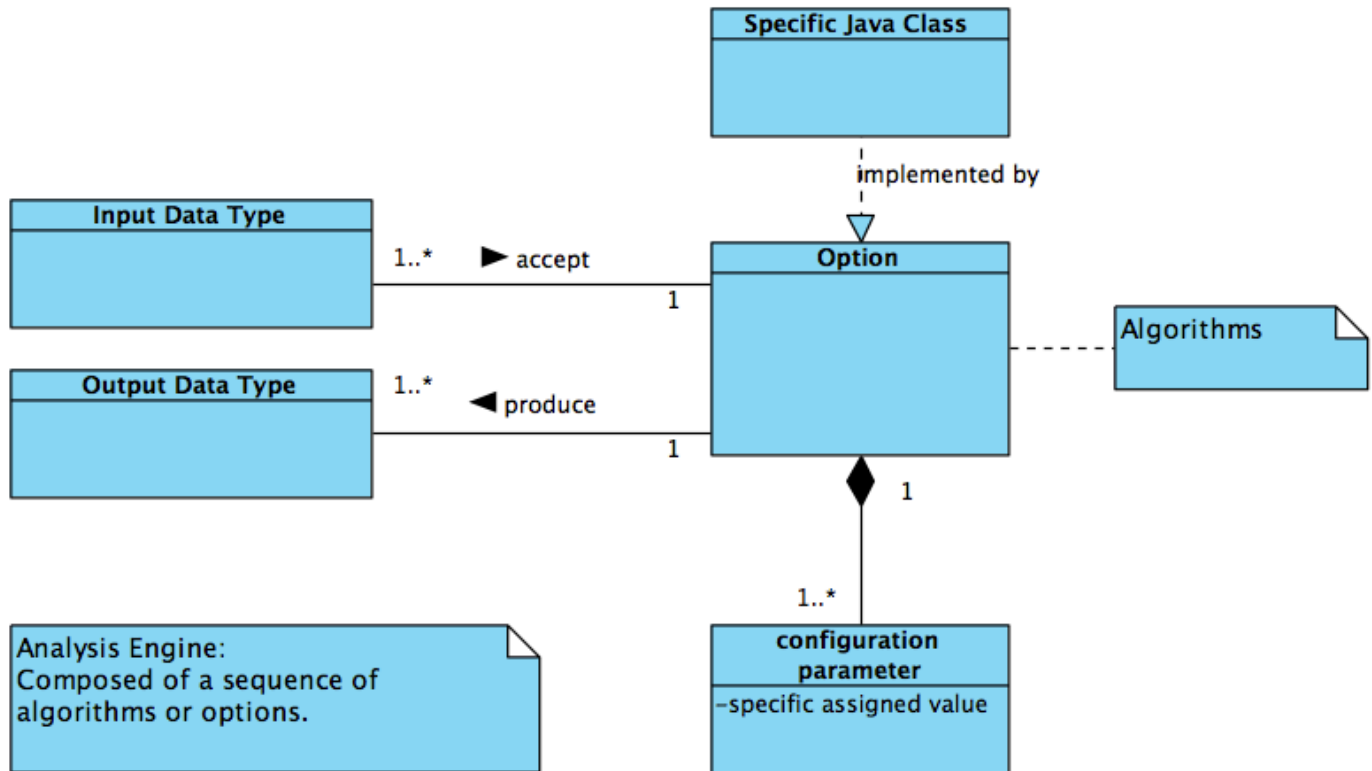 Specific Java Class
implemented by
Input Data Type
1..*
accept
1
Option
Algorithms
Output Data Type
1..*
produce
1
1
1..*
Analysis Engine:
Composed of a sequence of
algorithms or options.
configuration
parameter
-specific assigned value